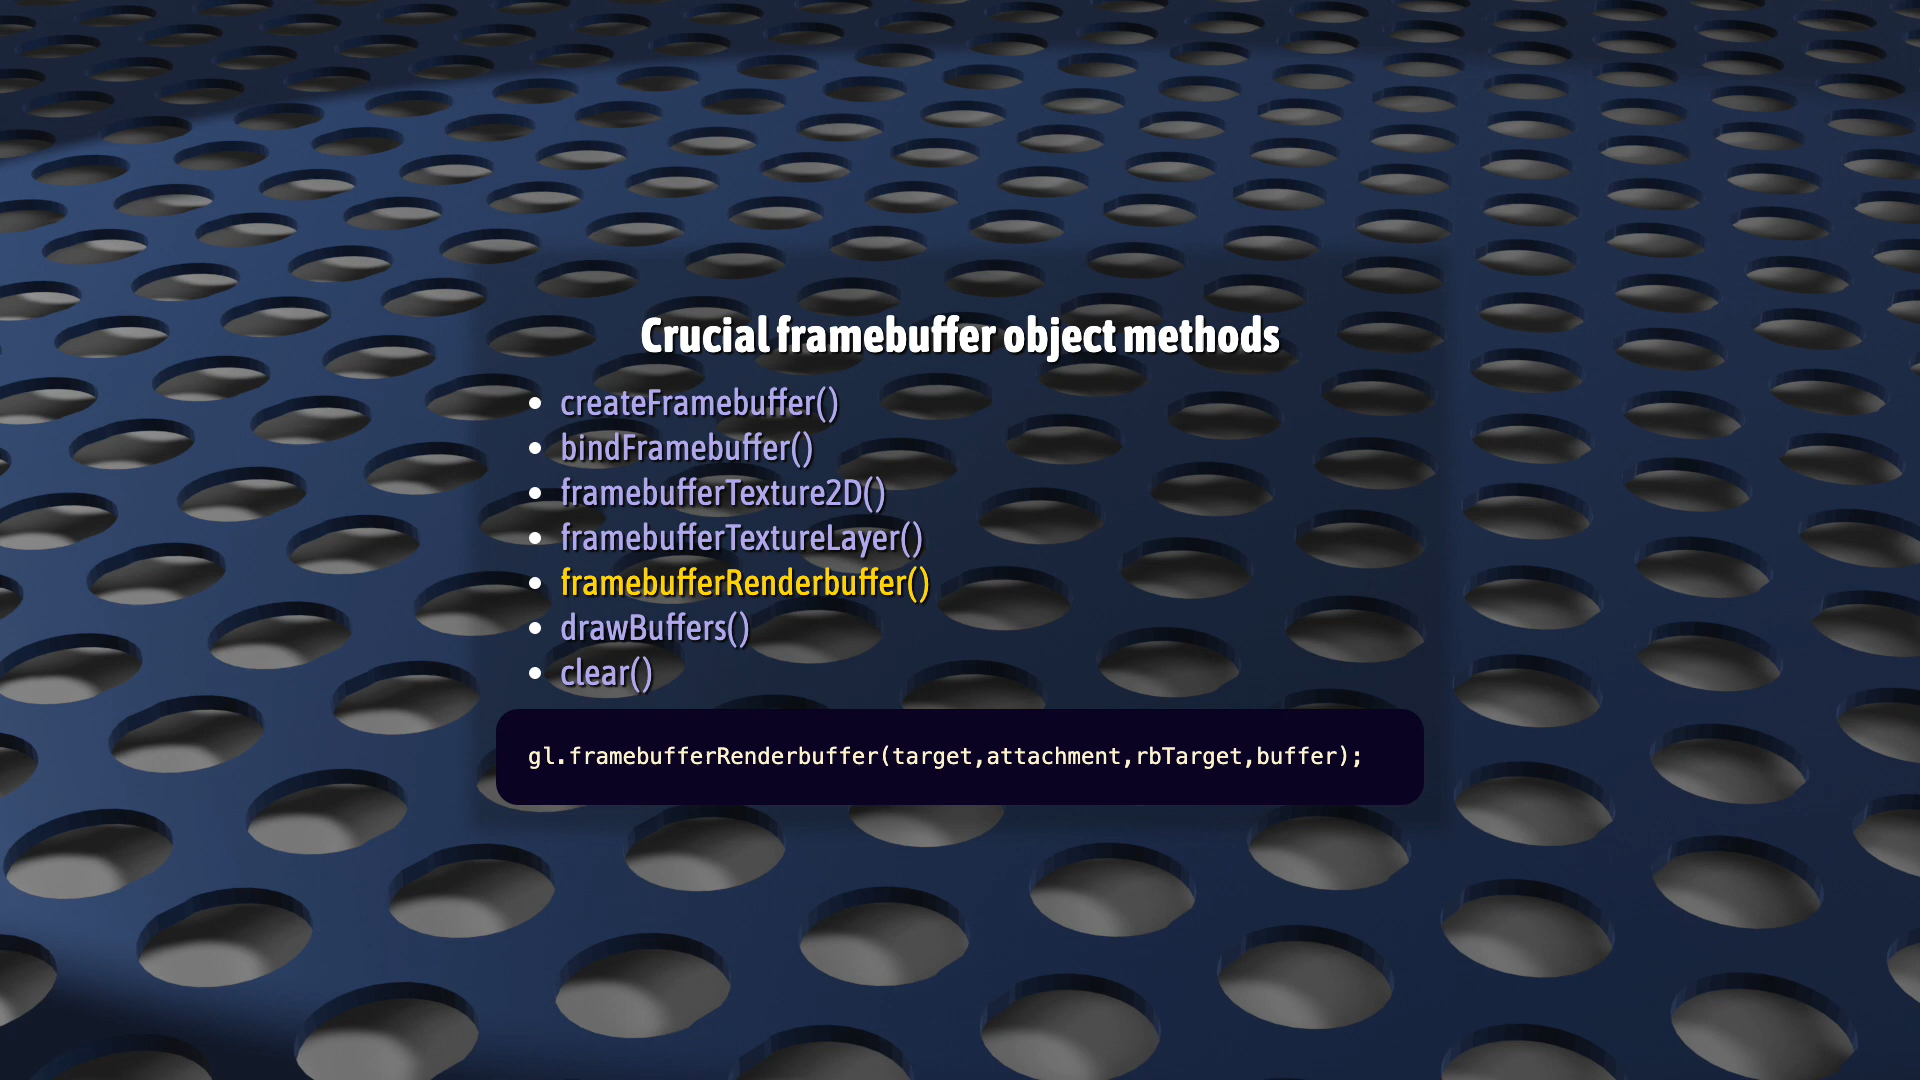 Crucial framebuffer object methods
• createFramebuffer()
• bindFramebuffer()
• framebufferTexture2D()
• framebufferTextureLayer()
• framebufferRenderbuffer()
• drawBuffers()
• clear()
gl.framebufferRenderbuffer(target,attachment,rbTarget,buffer);